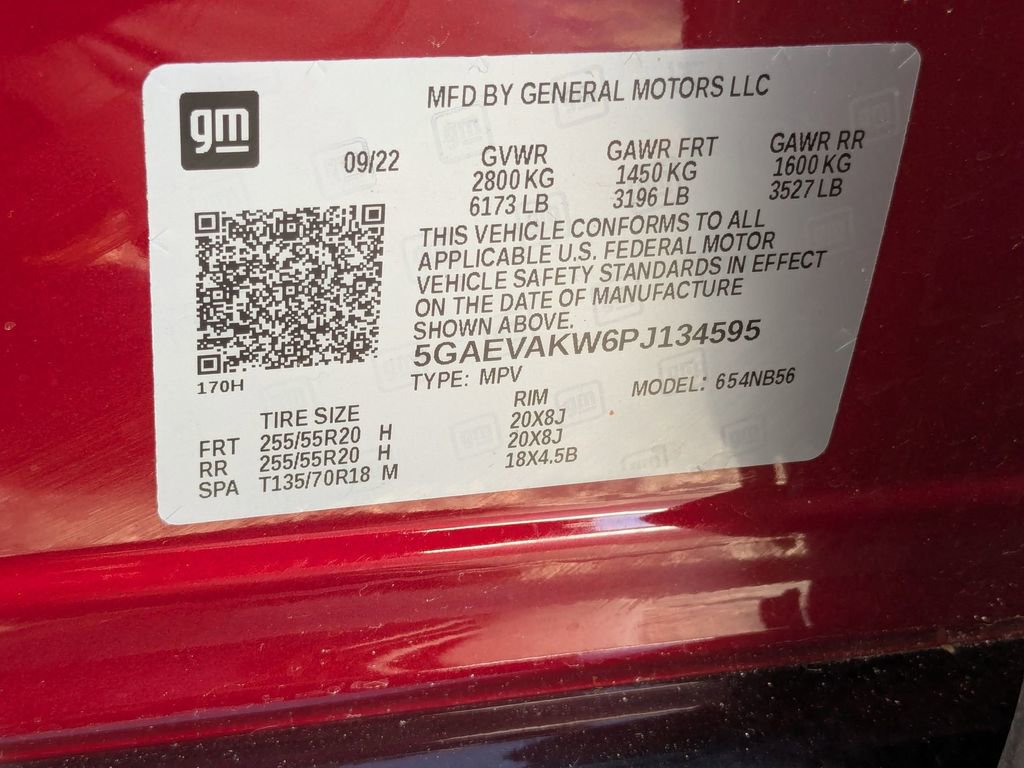 gm
MFD BY GENERAL MOTORS LLC
09/22
GVWR GAWR FRT GAWR RR
2800 KG 1450 KG 1600 KG
6173 LB 3196 LB 3527 LB
THIS VEHICLE CONFORMS TO ALL
APPLICABLE U.S. FEDERAL MOTOR
VEHICLE SAFETY STANDARDS IN EFFECT
ON THE DATE OF MANUFACTURE
SHOWN ABOVE.
5GAEVAKW6PJ134595
170H
TYPE: MPV MODEL: 654NB56
TIRE SIZE RIM
FRT 255/55R20 H 20X8J
RR 255/55R20 H 20X8J
SPA T135/70R18 M 18X4.5B